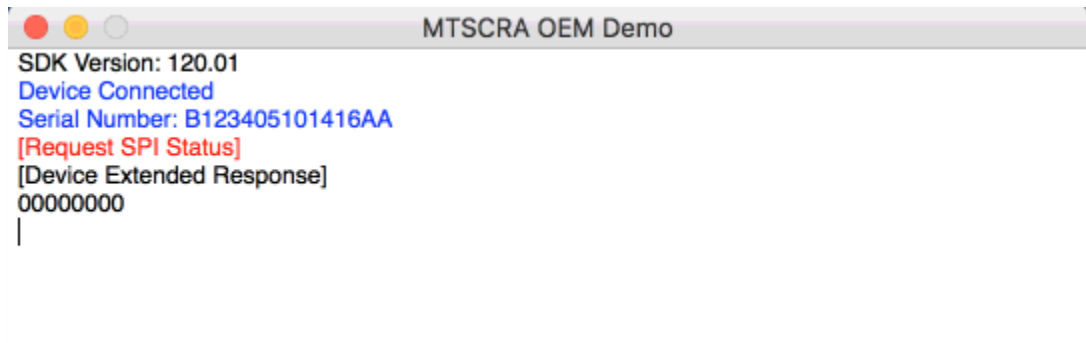 MTSCRA OEM Demo
SDK Version: 120.01
Device Connected
Serial Number: B123405101416AA
[Request SPI Status]
[Device Extended Response]
00000000